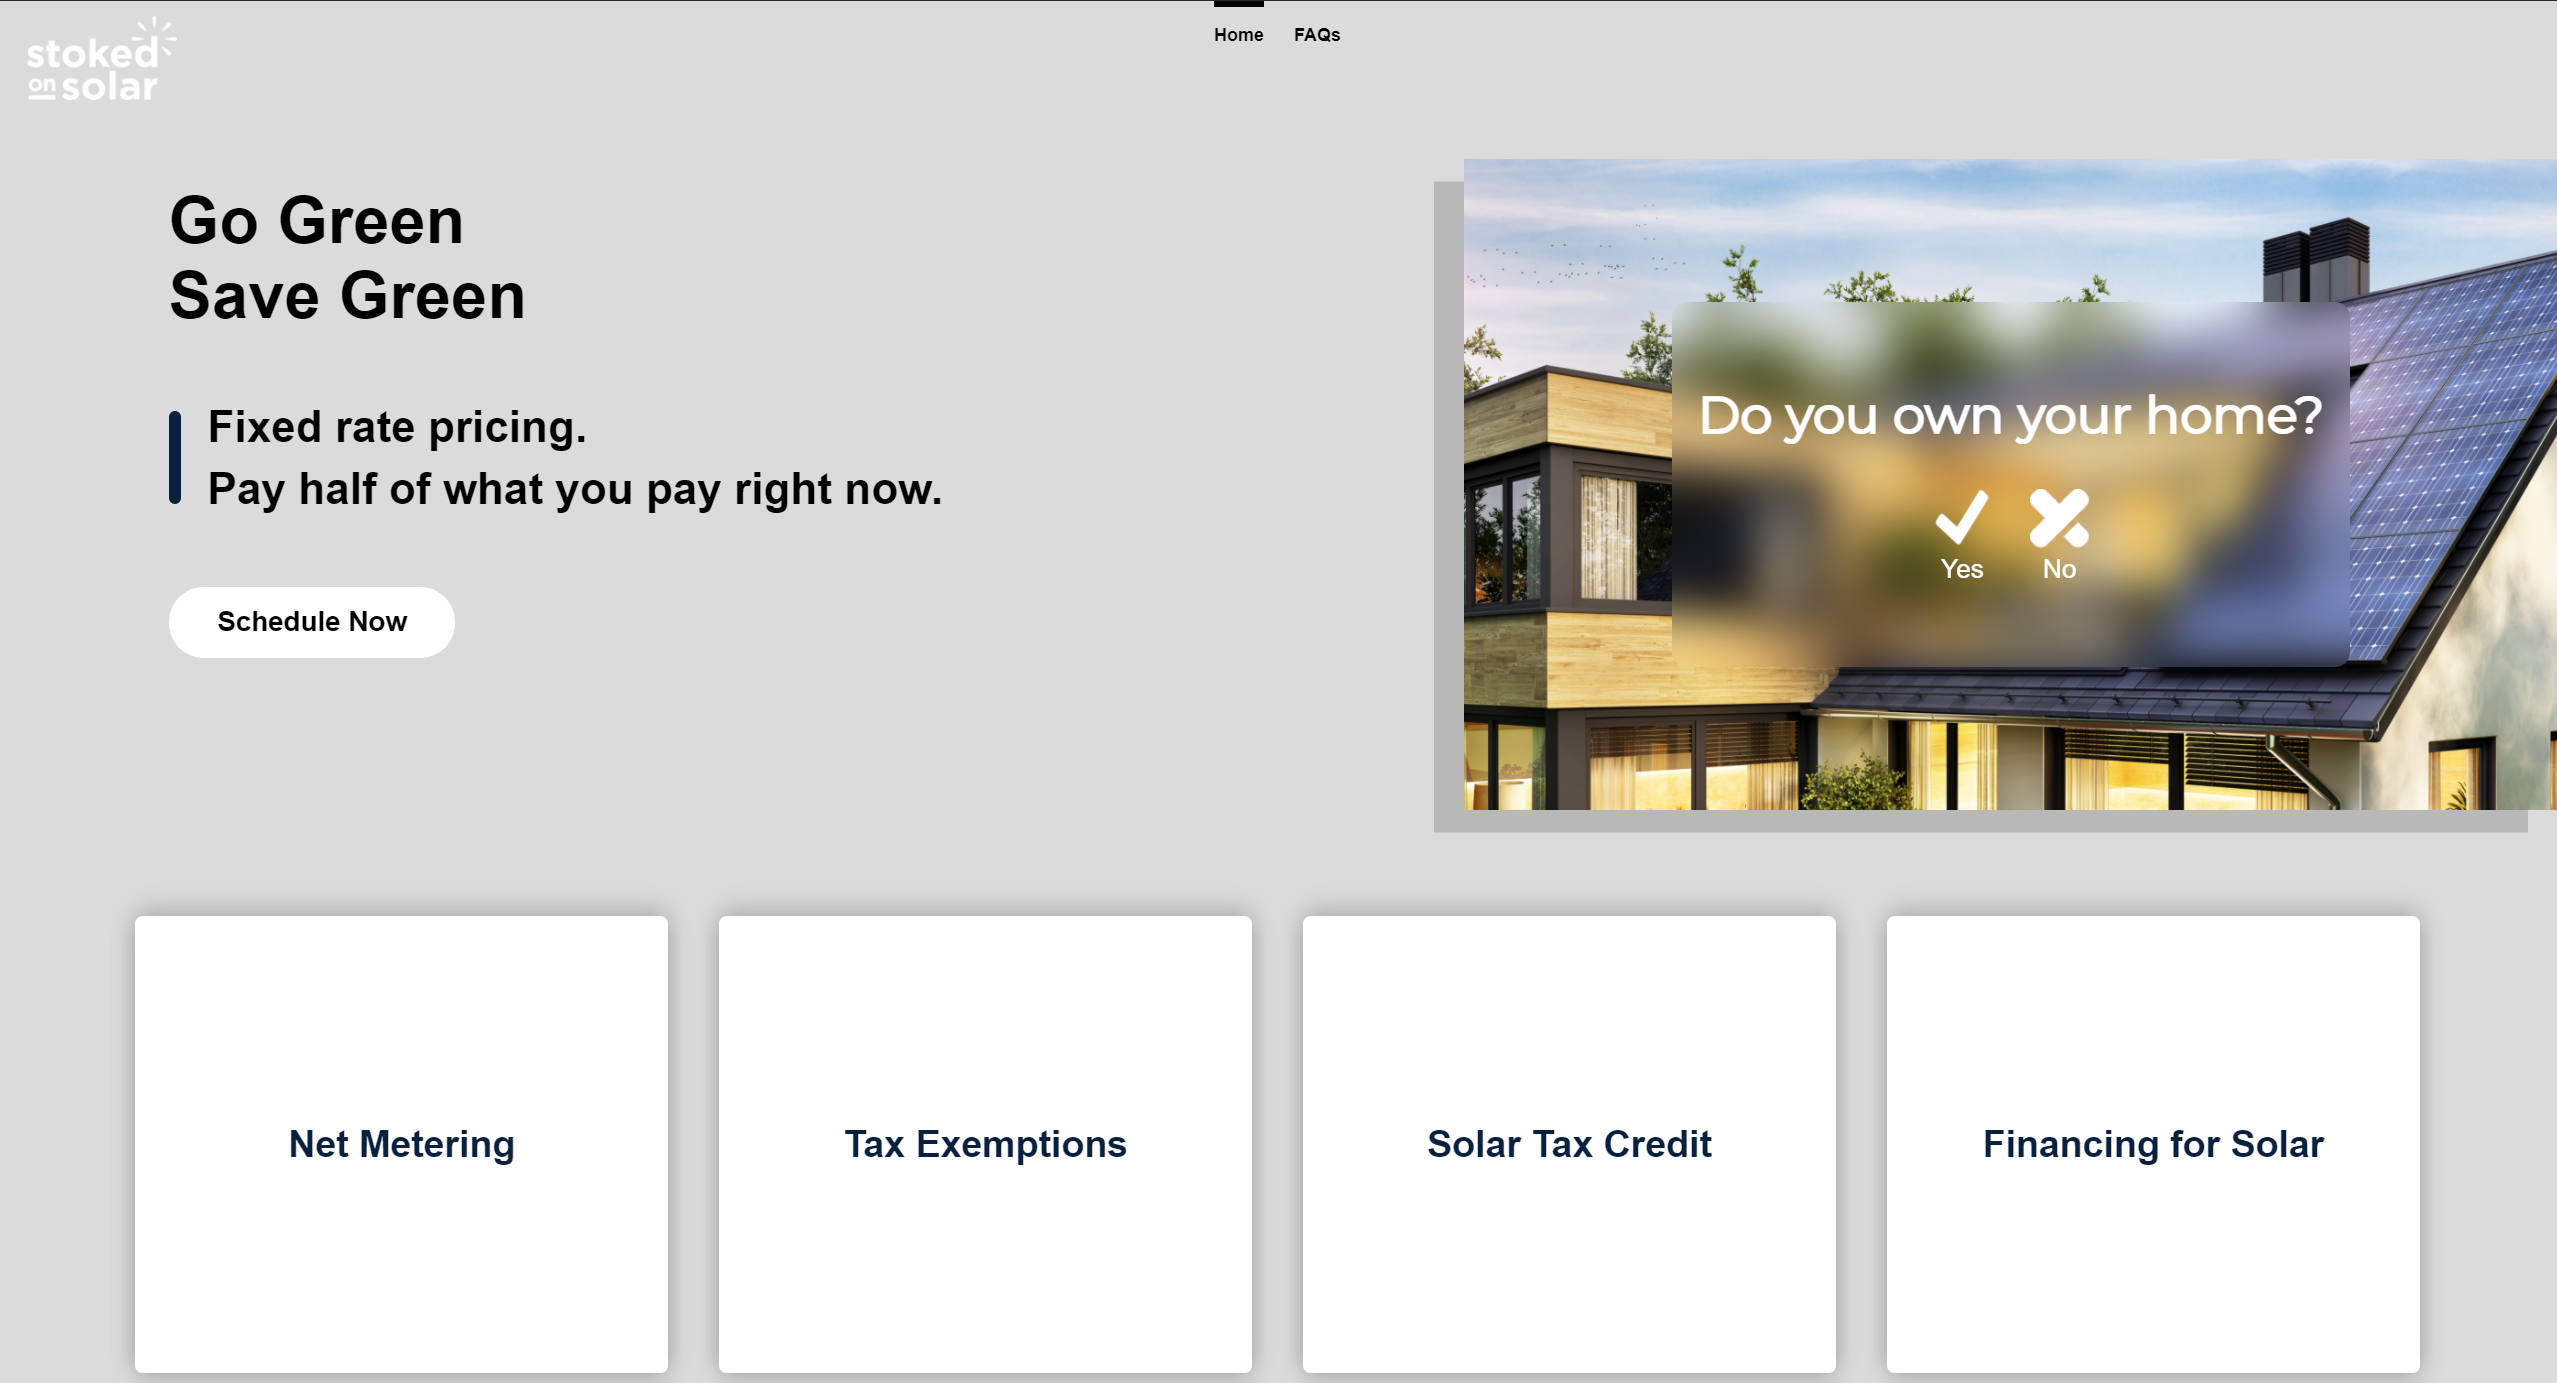 stoked
on solar
Home
FAQs
Go Green
Save Green
Fixed rate pricing.
Pay half of what you pay right now.
Schedule Now
Do you own your home?
Yes
No
Net Metering
Tax Exemptions
Solar Tax Credit
Financing for Solar